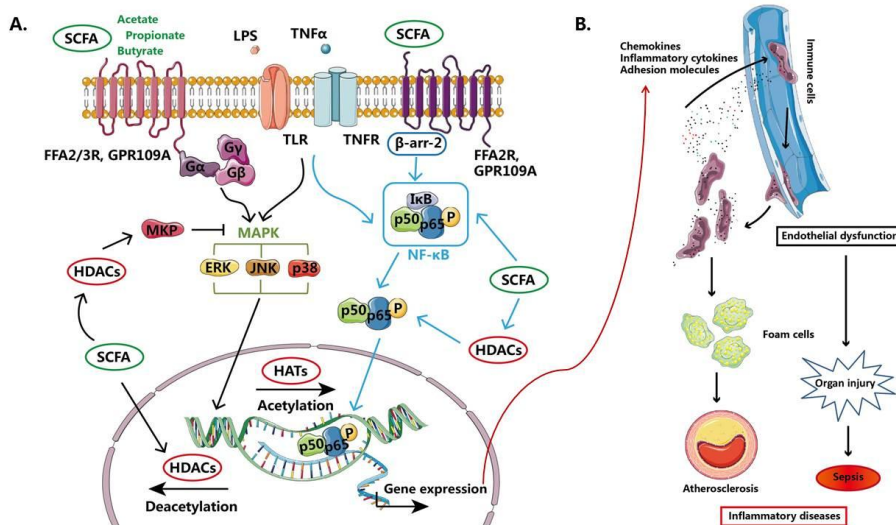 A.
SCFA
Acetate
Propionate
Butyrate
LPS
TNFα
SCFA
FFA2/3R, GPR109A
Gα
Gγ
Gβ
TLR
TNFR
β-arr-2
FFA2R,
GPR109A
IκB
p50
p65
P
NF-κB
MKP
MAPK
ERK
JNK
p38
HDACs
SCFA
p50
p65
P
SCFA
HDACs
HATs
Acetylation
p50
p65
P
HDACs
Deacetylation
Gene expression
B.
Chemokines
Inflammatory cytokines
Adhesion molecules
Immune cells
Endothelial dysfunction
Foam cells
Organ injury
Atherosclerosis
Sepsis
Inflammatory diseases